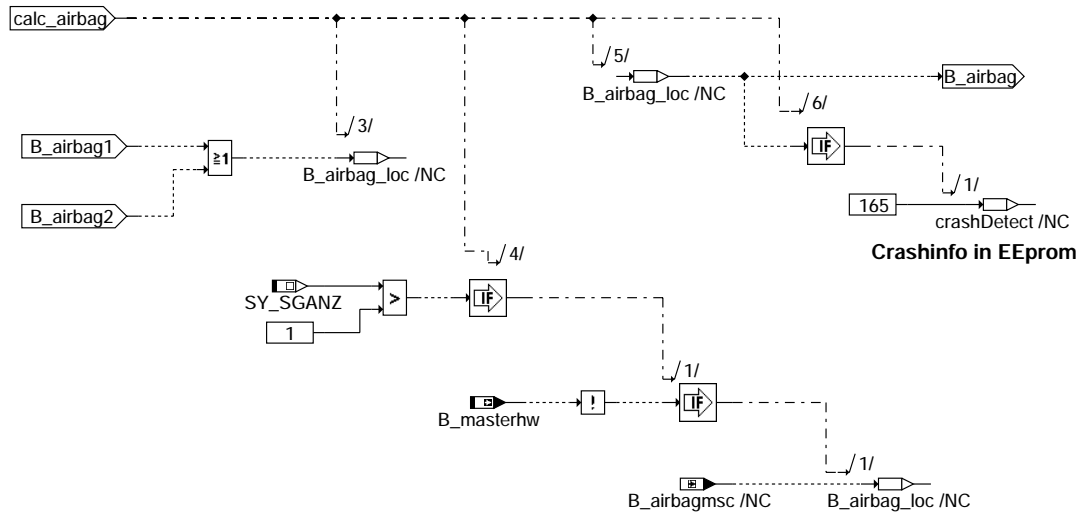 calc_airbag
/5/
B_airbag_loc /NC
B_airbag
/6/
/3/
B_airbag1
≥1
B_airbag_loc /NC
IF
B_airbag2
/1/
165
crashDetect /NC
Crashinfo in EEprom
/4/
SY_SGANZ
>
IF
1
/1/
B_masterhw
!
IF
/1/
B_airbagmsc /NC
B_airbag_loc /NC